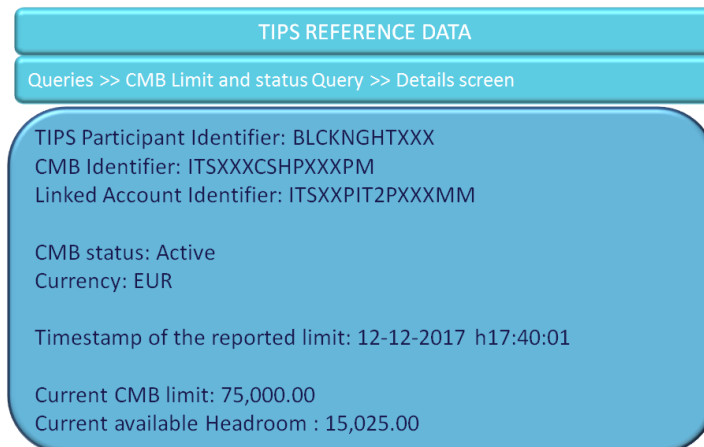 TIPS REFERENCE DATA
Queries >> CMB Limit and status Query >> Details screen
TIPS Participant Identifier: BLCKNGHTXXX
CMB Identifier: ITSXXXCSHPXXXPM
Linked Account Identifier: ITSXXPIT2PXXXMM
CMB status: Active
Currency: EUR
Timestamp of the reported limit: 12-12-2017 h17:40:01
Current CMB limit: 75,000.00
Current available Headroom : 15,025.00